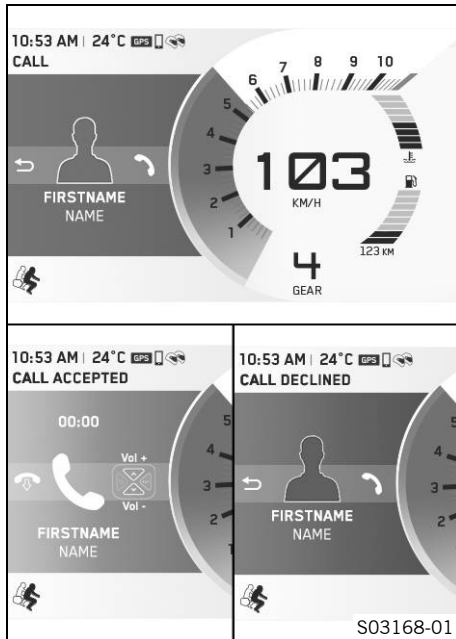 10:53 AM | 24°C GPS
CALL
1 2 3 4 5 6 7 8 9 10
FIRSTNAME
NAME
103
KM/H
4
GEAR
123 KM
10:53 AM | 24°C GPS
CALL ACCEPTED
00:00
Vol +
Vol -
FIRSTNAME
NAME
5
4
3
2
1
10:53 AM | 24°C GPS
CALL DECLINED
FIRSTNAME
NAME
5
4
3
2
S03168-01